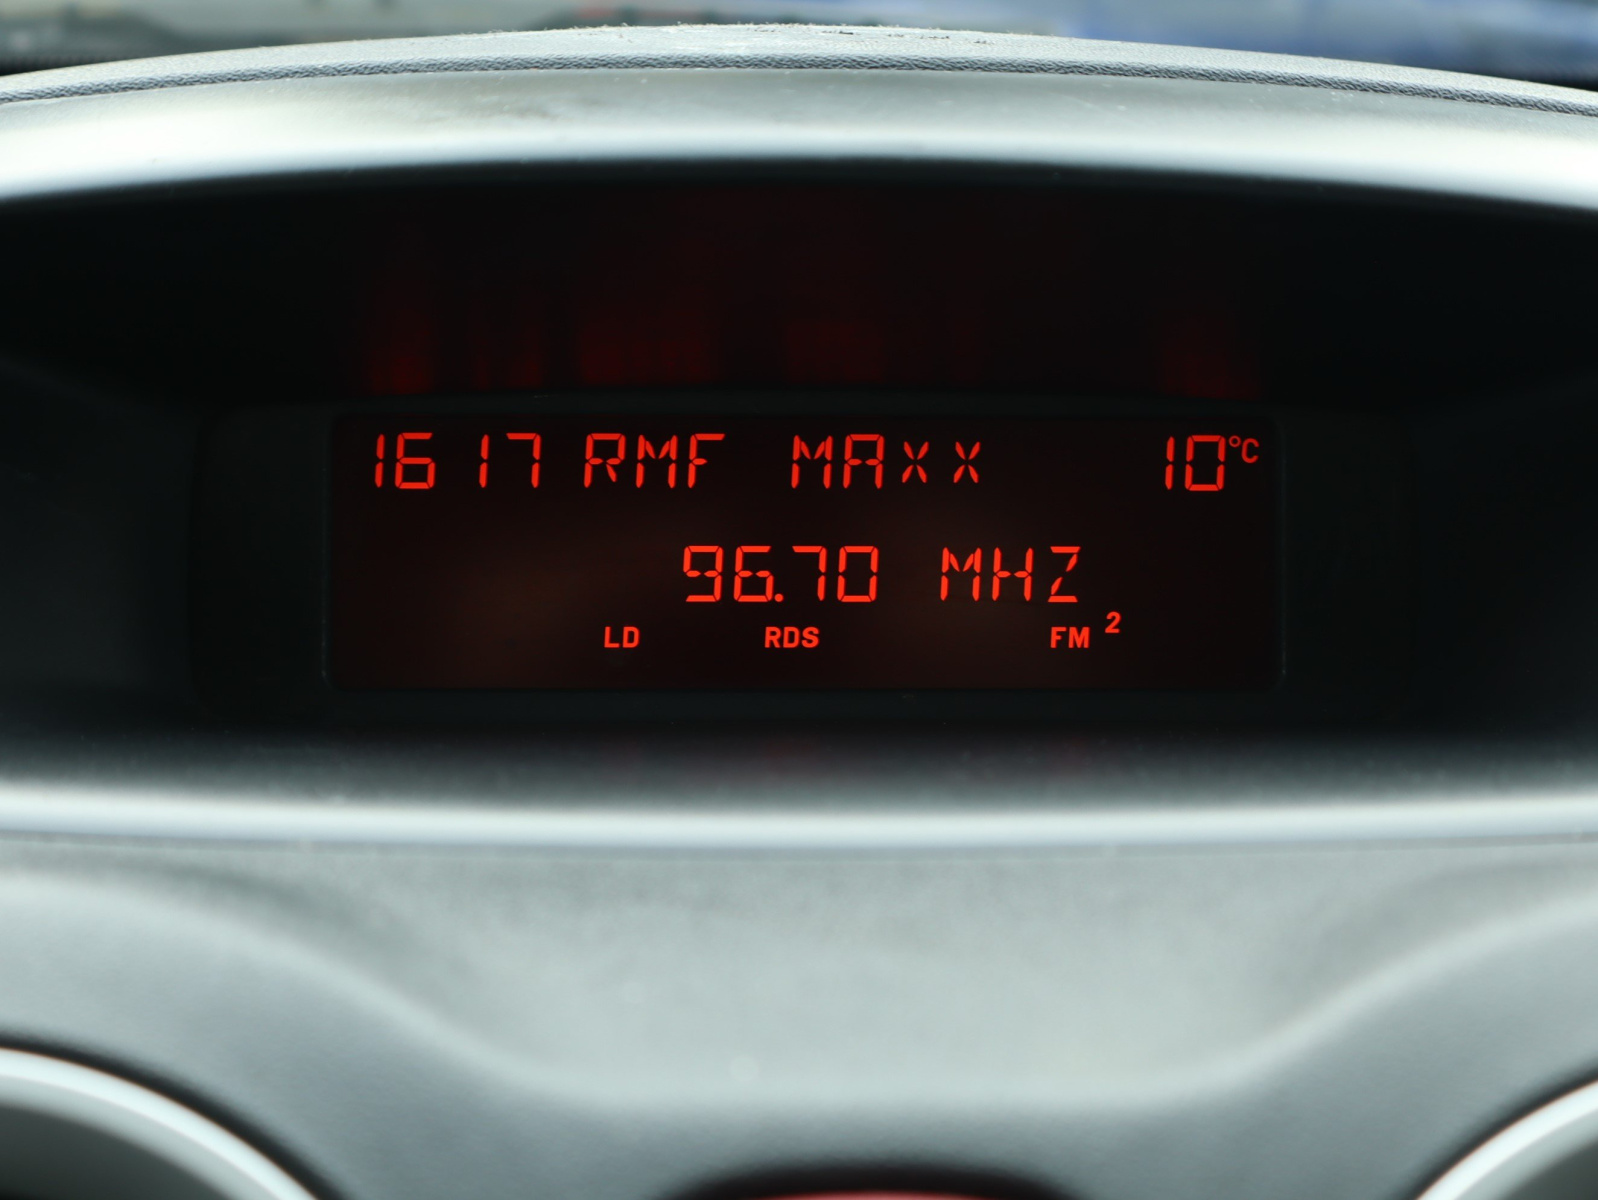 16 17 RMF MAXX 10°C
96.70 MHZ
LD RDS FM 2